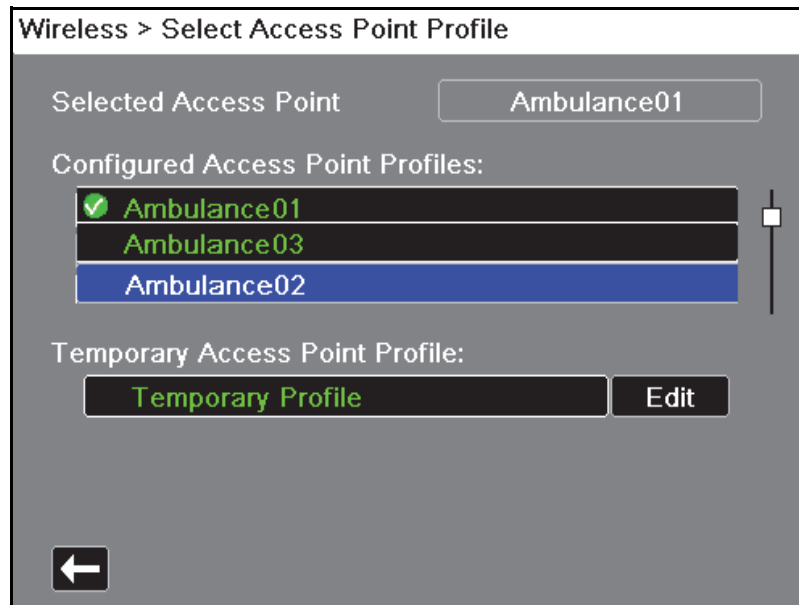 Wireless > Select Access Point Profile
Selected Access Point Ambulance01
Configured Access Point Profiles:
Ambulance01
Ambulance03
Ambulance02
Temporary Access Point Profile:
Temporary Profile Edit